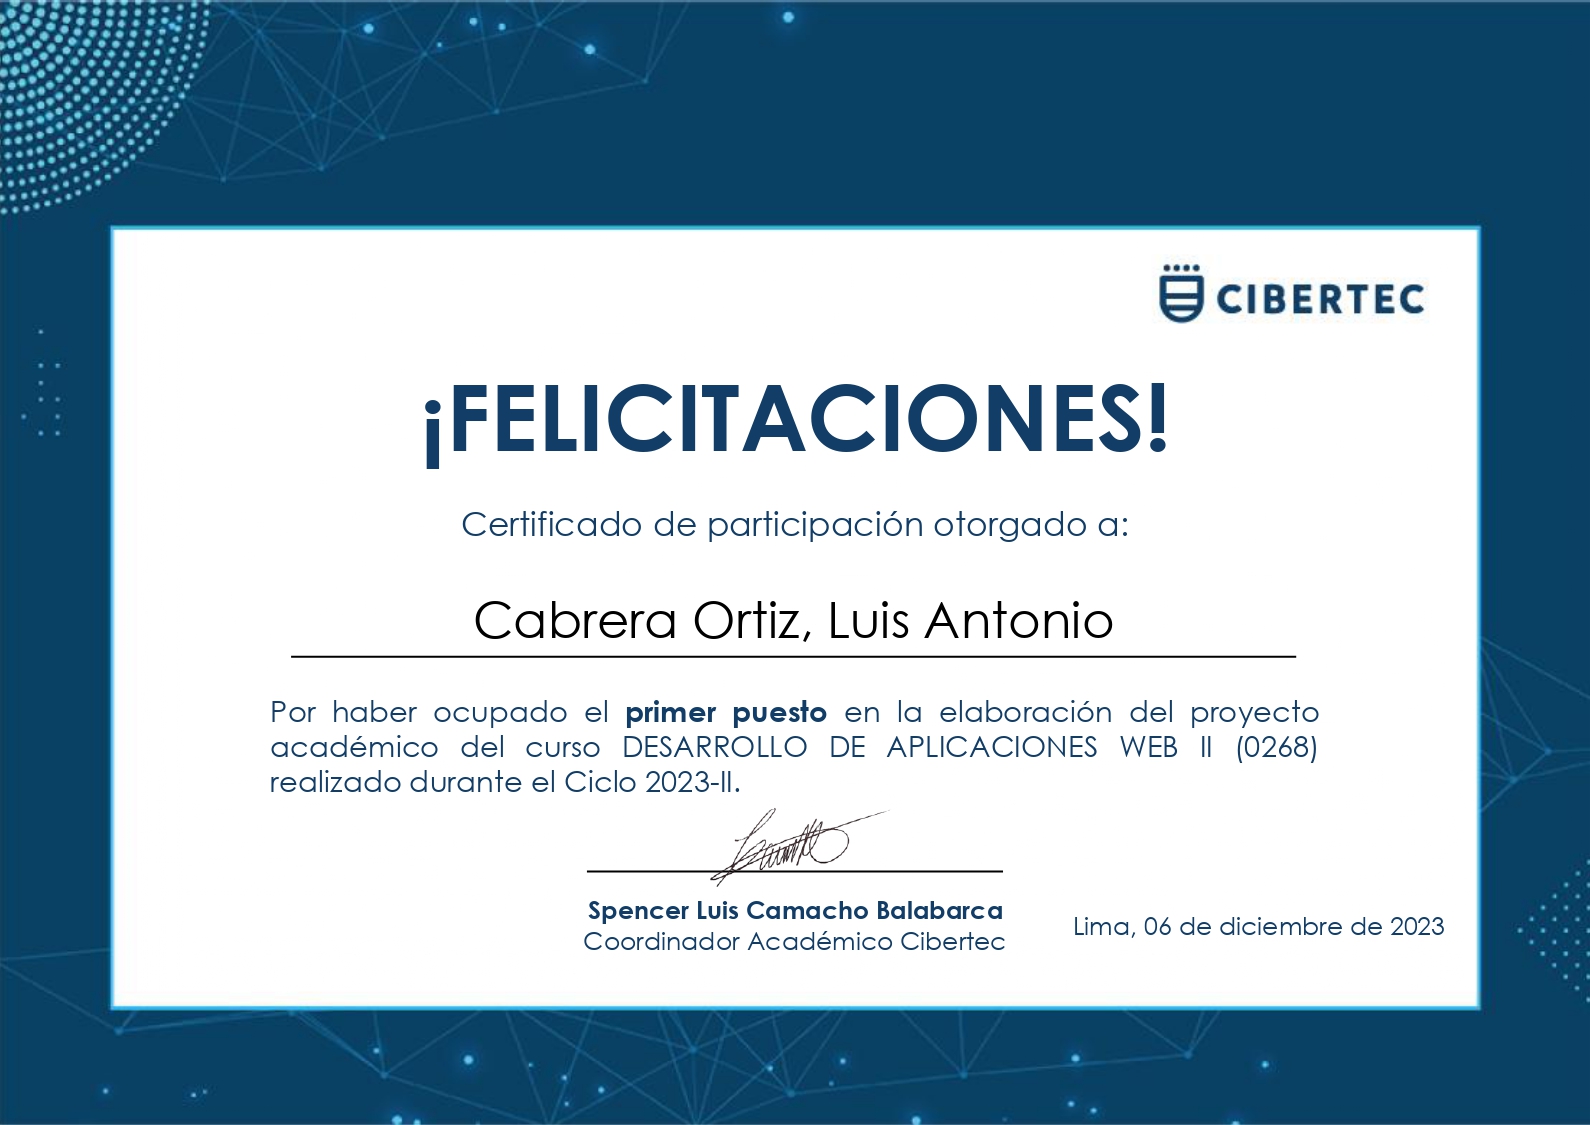 CIBERTEC
¡FELICITACIONES!
Certificado de participación otorgado a:
Cabrera Ortiz, Luis Antonio
Por haber ocupado el primer puesto en la elaboración del proyecto
académico del curso DESARROLLO DE APLICACIONES WEB II (0268)
realizado durante el Ciclo 2023-II.
Spencer Luis Camacho Balabarca
Coordinador Académico Cibertec
Lima, 06 de diciembre de 2023